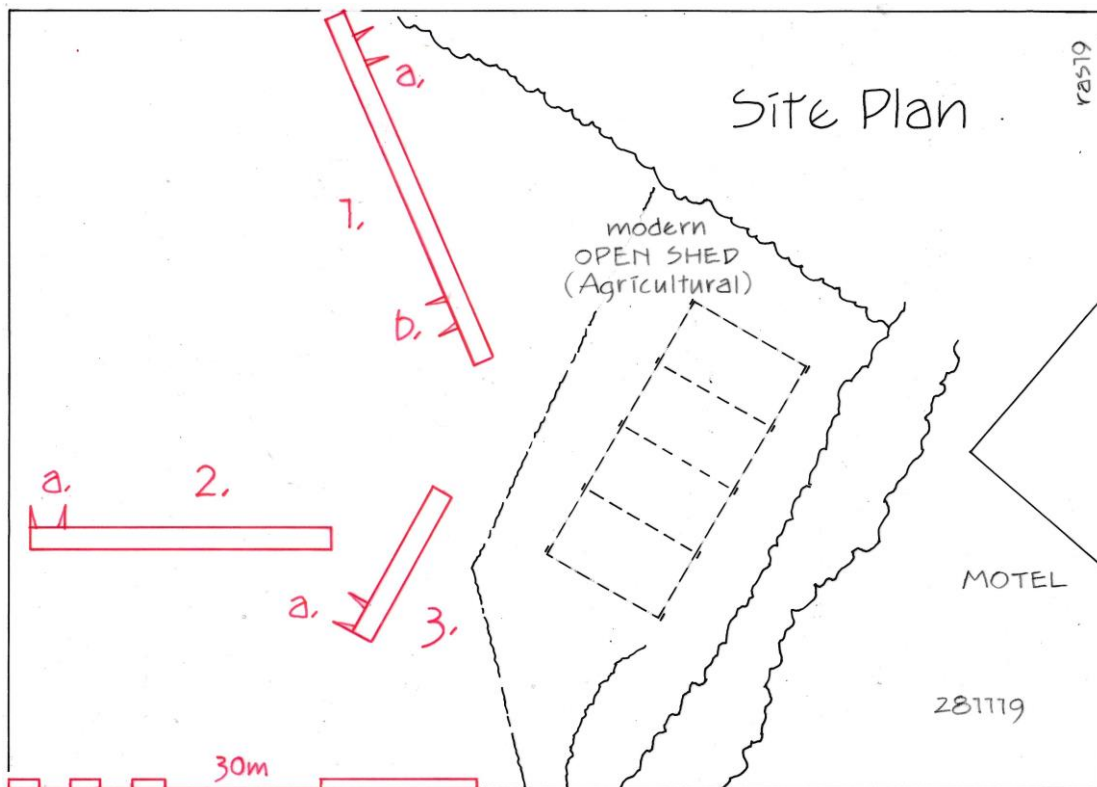 ras19
Site Plan
a.
1.
modern
OPEN SHED
(Agricultural)
b.
a.
2.
a.
3.
MOTEL
281119
30m